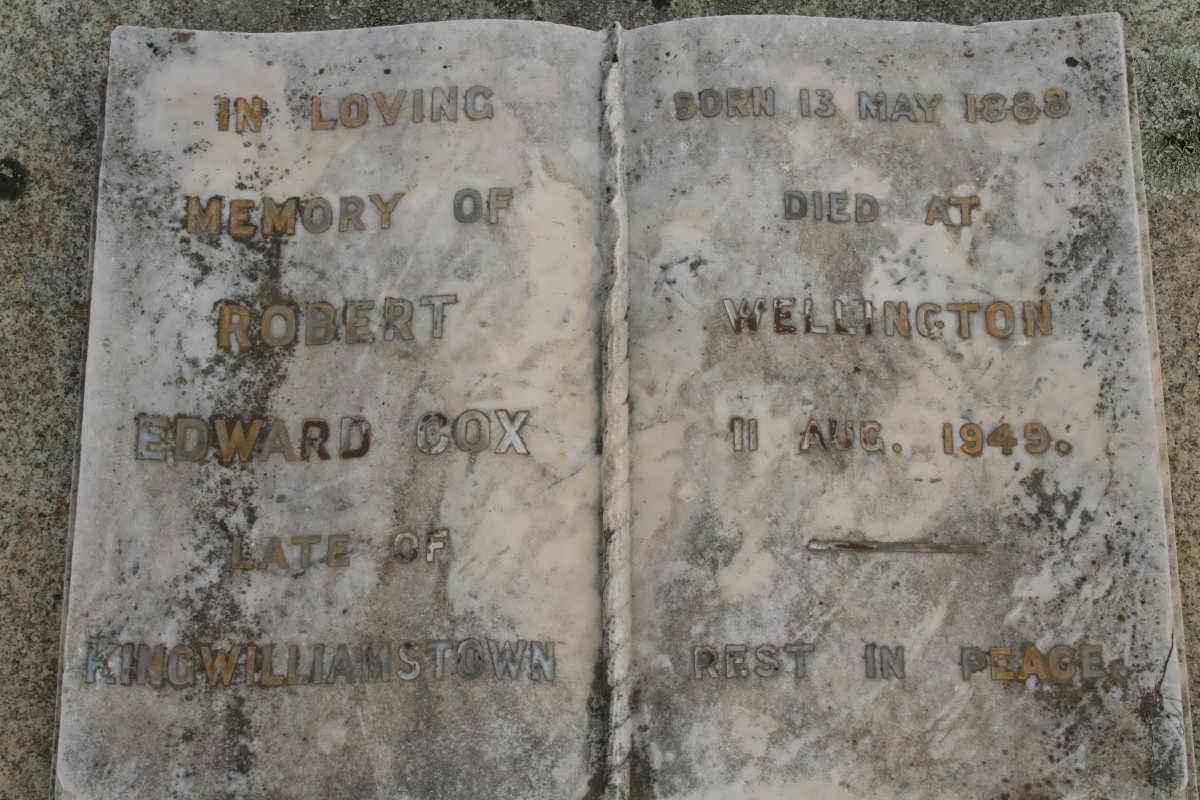 IN LOVING
MEMORY OF
ROBERT
EDWARD COX
LATE OF
KINGWILLIAMSTOWN
BORN 13 MAY 1888
DIED AT
WELLINGTON
11 AUG. 1949.
REST IN PEACE.